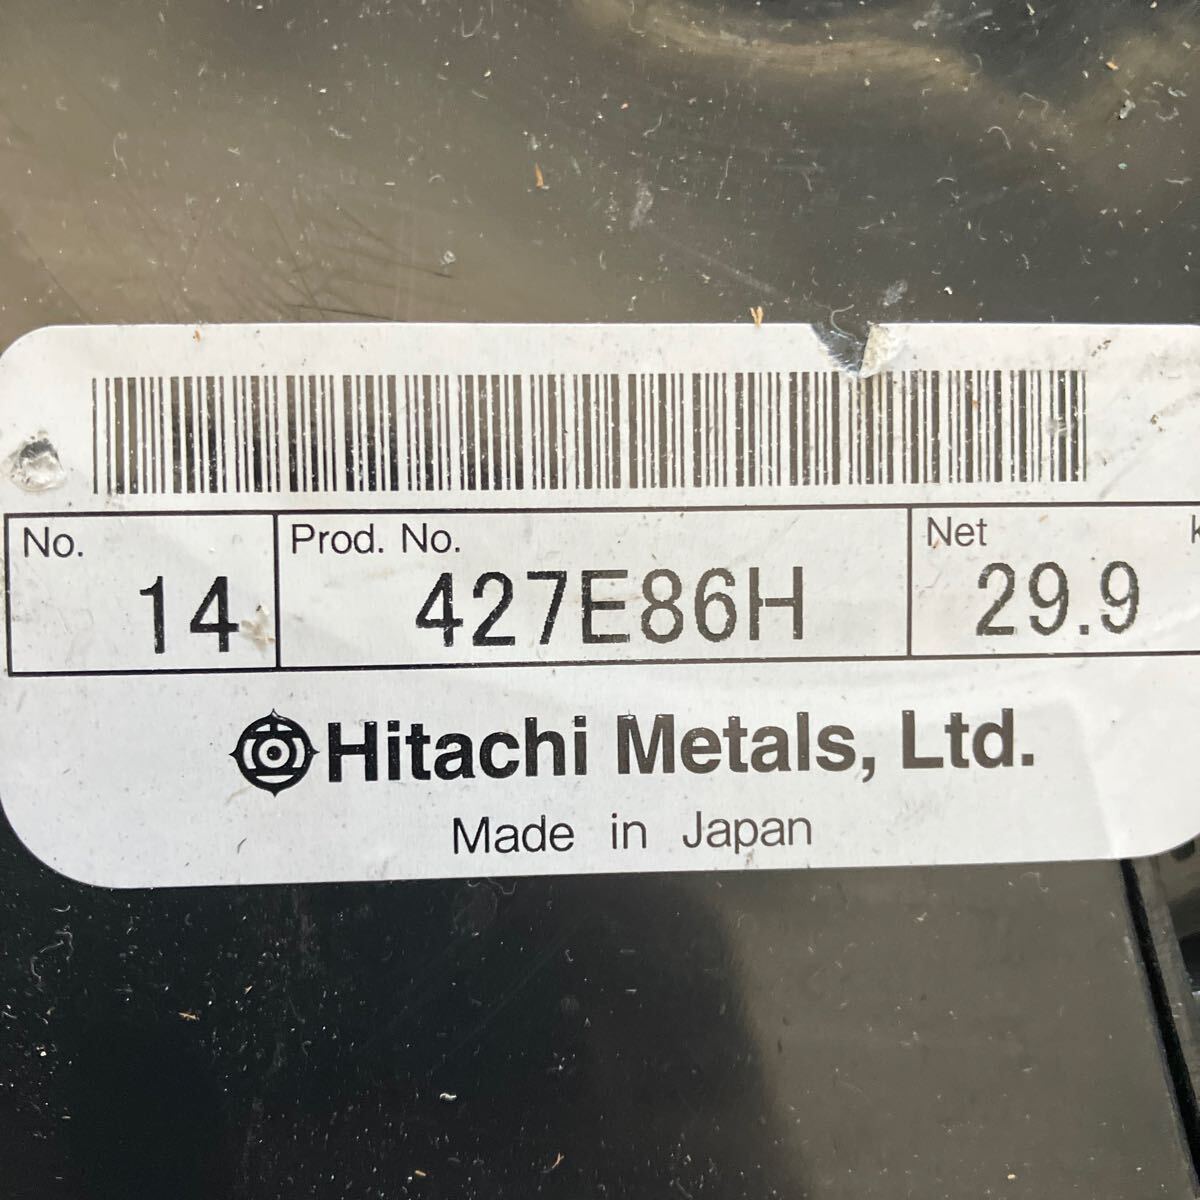 No. Prod. No. Net
14 427E86H 29.9
Hitachi Metals, Ltd.
Made in Japan